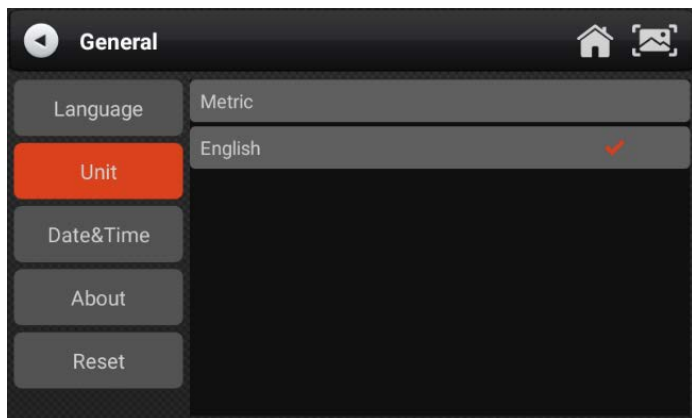 General
Language
Unit
Date&Time
About
Reset
Metric
English